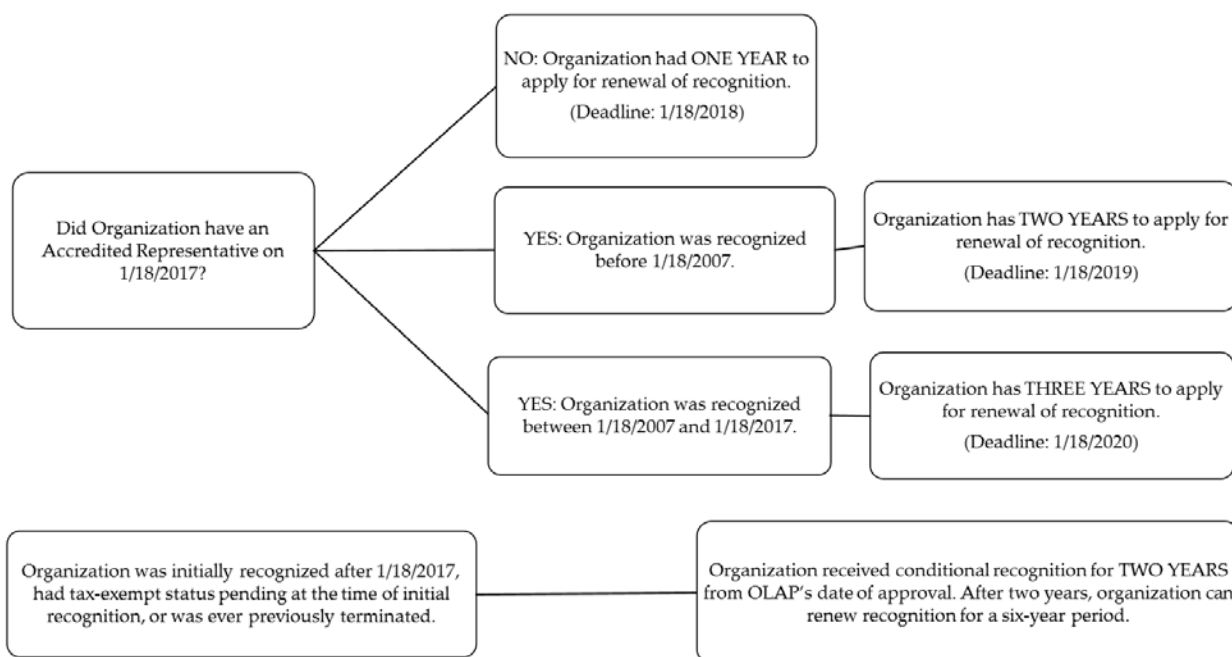 NO: Organization had ONE YEAR to
apply for renewal of recognition.
(Deadline: 1/18/2018)
Did Organization have an
Accredited Representative on
1/18/2017?
YES: Organization was recognized
before 1/18/2007.
Organization has TWO YEARS to apply for
renewal of recognition.
(Deadline: 1/18/2019)
YES: Organization was recognized
between 1/18/2007 and 1/18/2017.
Organization has THREE YEARS to apply
for renewal of recognition.
(Deadline: 1/18/2020)
Organization was initially recognized after 1/18/2017,
had tax-exempt status pending at the time of initial
recognition, or was ever previously terminated.
Organization received conditional recognition for TWO YEARS
from OLAP's date of approval. After two years, organization can
renew recognition for a six-year period.